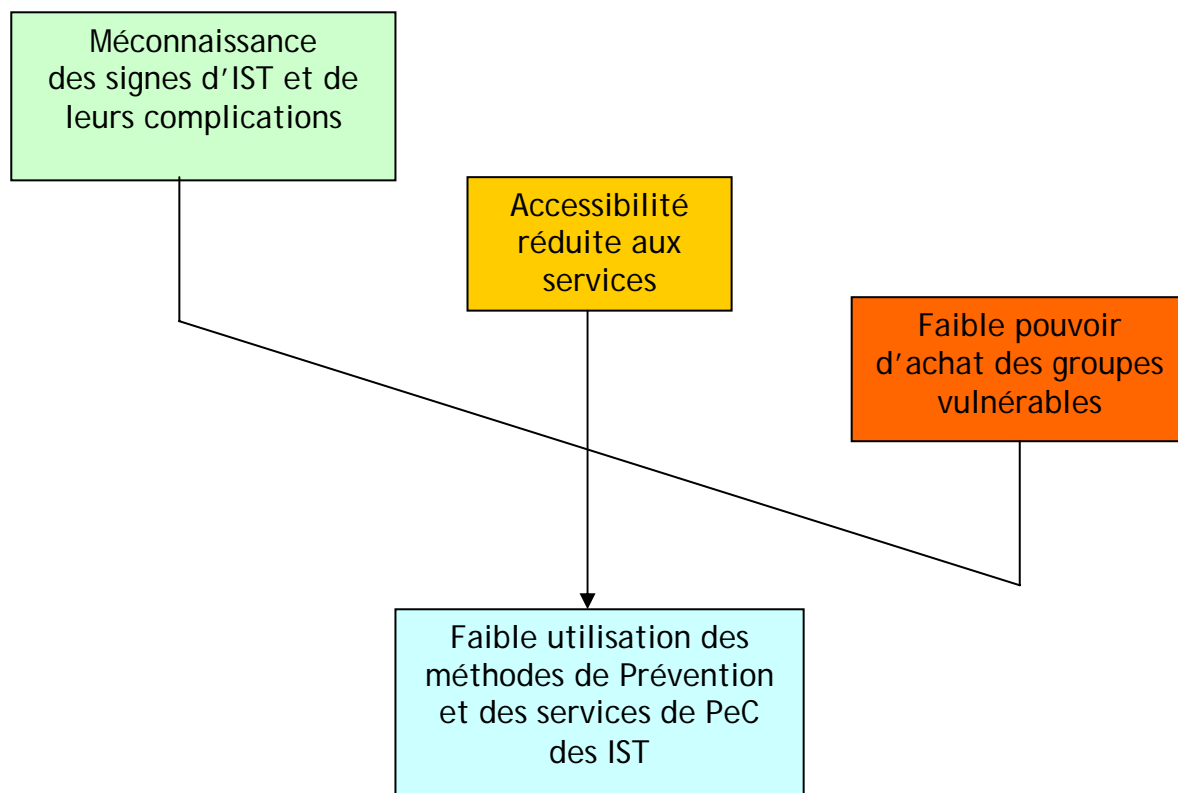 Méconnaissance
des signes d'IST et de
leurs complications
Accessibilité
réduite aux
services
Faible pouvoir
d'achat des groupes
vulnérables
Faible utilisation des
méthodes de Prévention
et des services de PeC
des IST